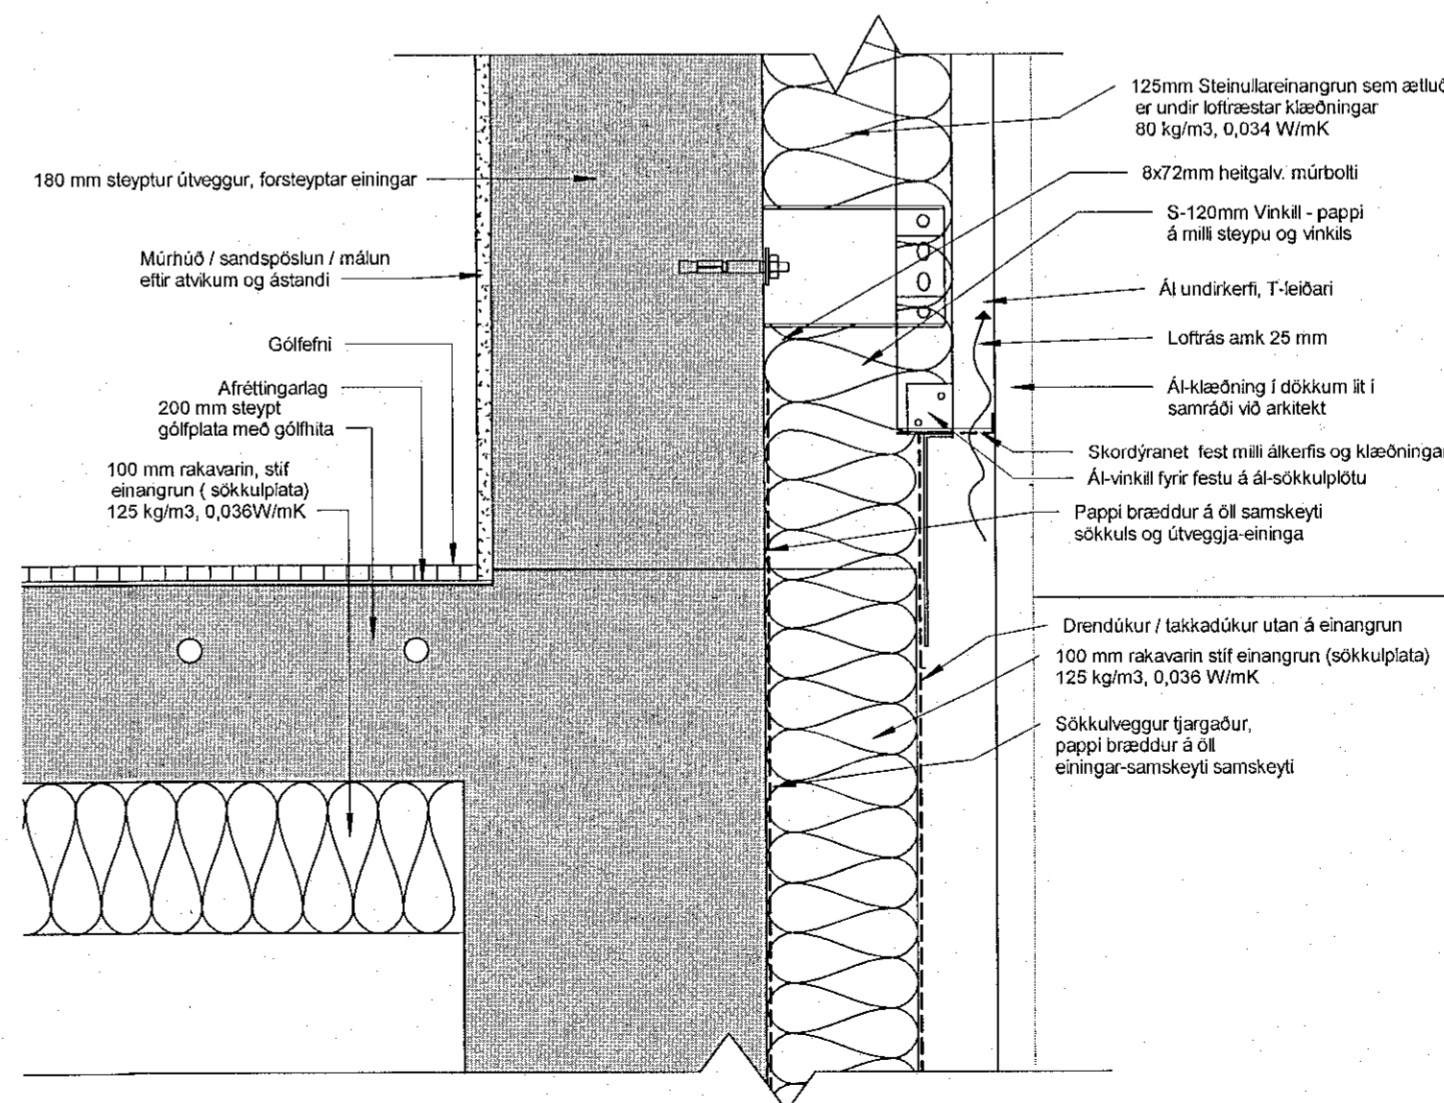 180 mm steyptur útveggur, forsteyptar einingar
Múrhúð / sandspöslun / málun
eftir atvikum og ástandi
Gólfefni
Afréttingarlag
200 mm steypt
gólfplata með gólfhita
100 mm rakavarin, stíf
einangrun ( sökkulplata)
125 kg/m3, 0,036W/mK
125mm Steinullareinangrun sem ætluð
er undir loftræstar klæðningar
80 kg/m3, 0,034 W/mK
8x72mm heitgalv. múrbolti
S-120mm Vinkill - pappi
á milli steypu og vinkils
Ál undirkerfi, T-leiðari
Loftrás amk 25 mm
Ál-klæðning í dökkum lit í
samráði við arkitekt
Skordýranet fest milli álkerfis og klæðningar
Ál-vinkill fyrir festu á ál-sökkulplötu
Pappi bræddur á öll samskeyti
sökkuls og útveggja-eininga
Drendúkur / takkadúkur utan á einangrun
100 mm rakavarin stíf einangrun (sökkulplata)
125 kg/m3, 0,036 W/mK
Sökkulveggur tjargaður,
pappi bræddur á öll
einingar-samskeyti samskeyti